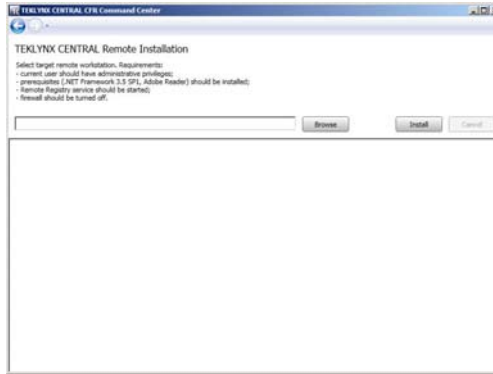 TEKLYNX CENTRAL CFR Command Center
TEKLYNX CENTRAL Remote Installation
Select target remote workstation. Requirements:
- current user should have administrative privileges;
- prerequisites (.NET Framework 3.5 SP1, Adobe Reader) should be installed;
- Remote Registry service should be started;
- firewall should be turned off.
Browse Install Cancel